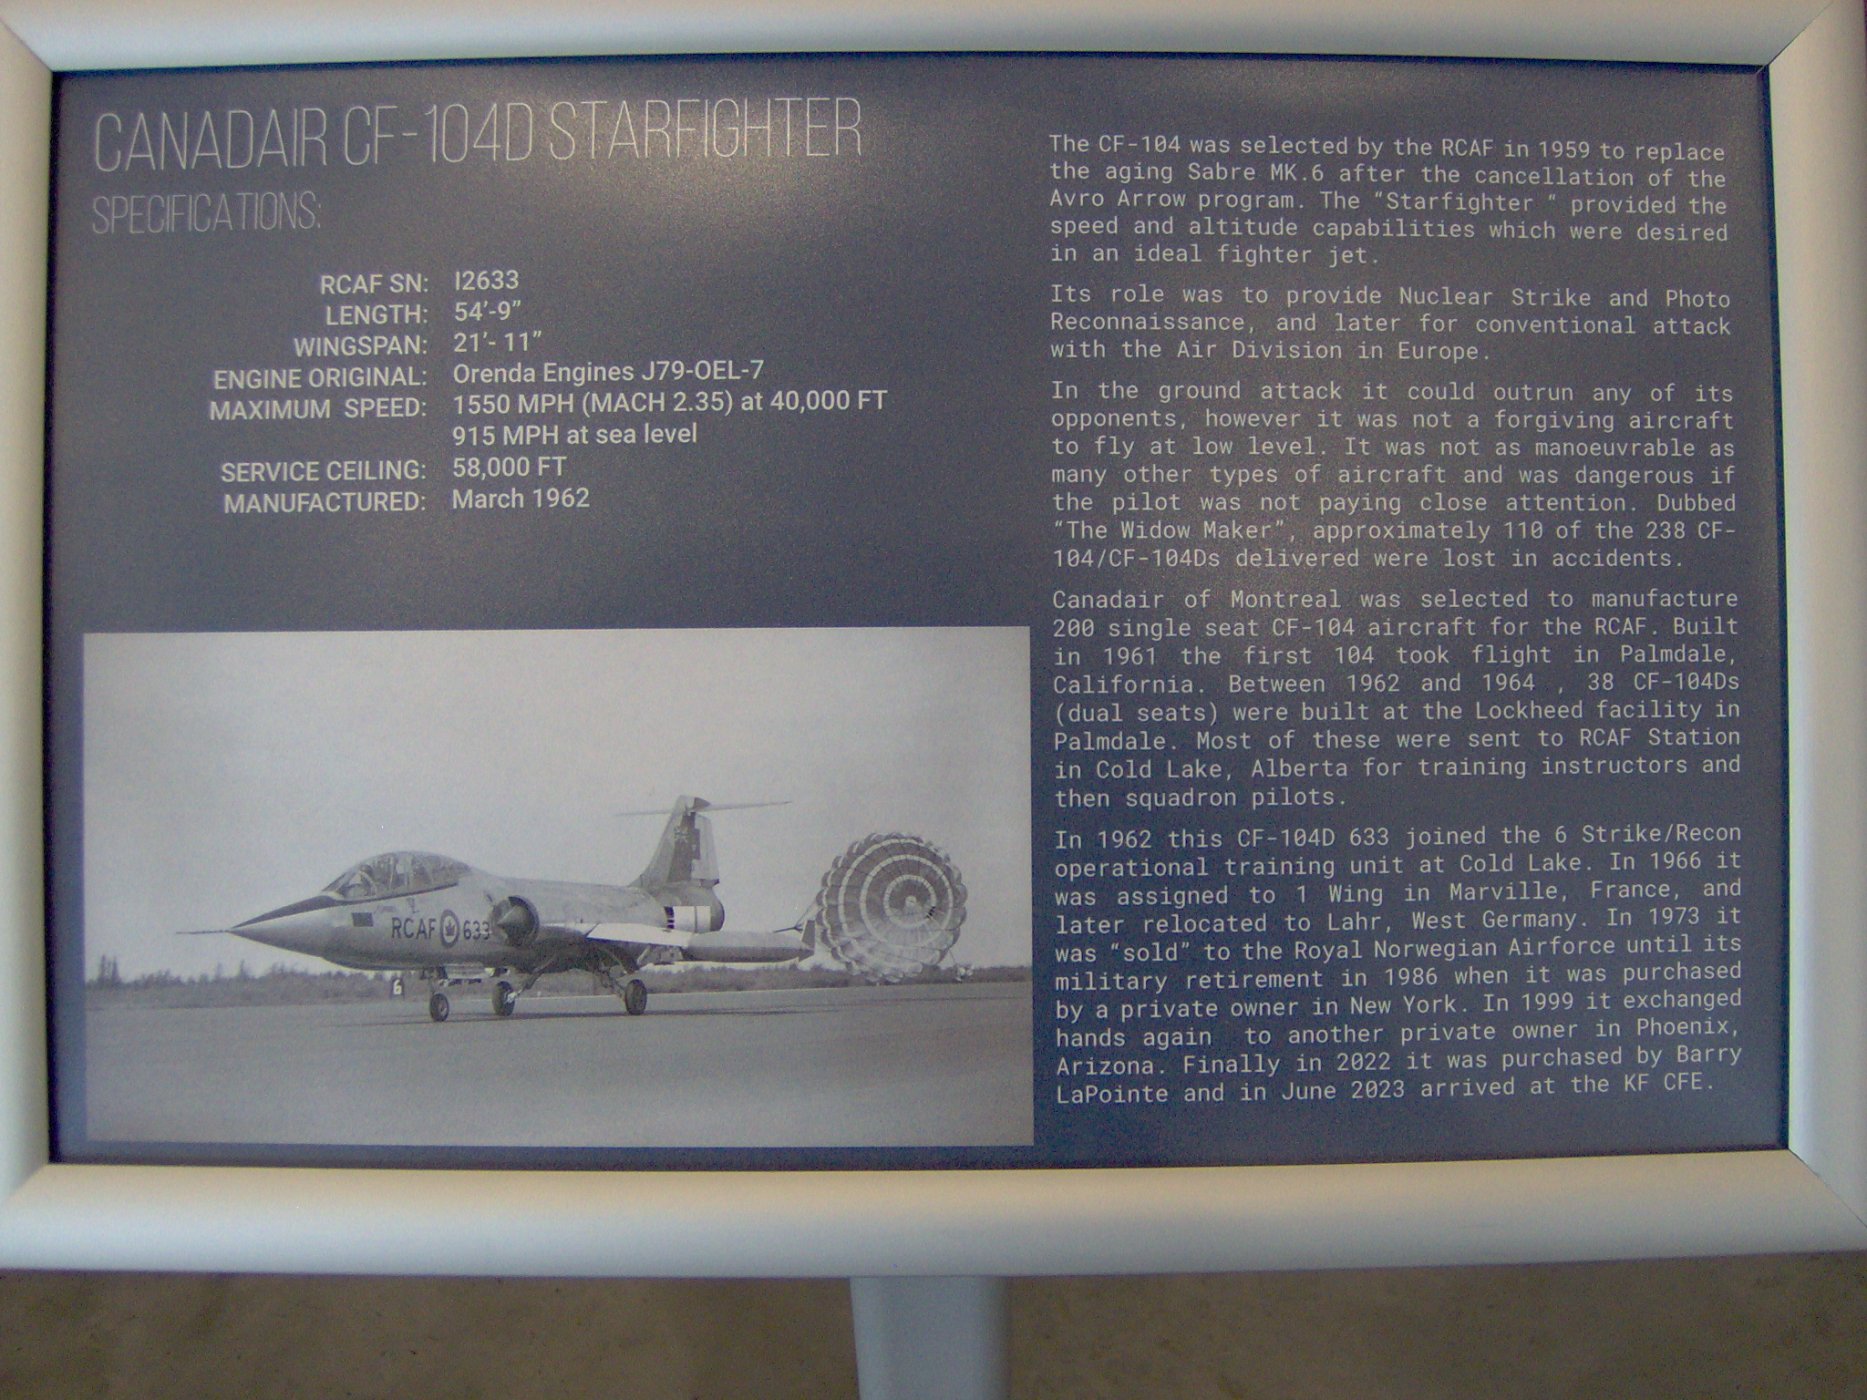 CANADAIR CF-104D STARFIGHTER
SPECIFICATIONS:
RCAF SN: I2633
LENGTH: 54'-9"
WINGSPAN: 21'- 11"
ENGINE ORIGINAL: Orenda Engines J79-OEL-7
MAXIMUM SPEED: 1550 MPH (MACH 2.35) at 40,000 FT
915 MPH at sea level
SERVICE CEILING: 58,000 FT
MANUFACTURED: March 1962
RCAF 633
6
The CF-104 was selected by the RCAF in 1959 to replace
the aging Sabre MK.6 after the cancellation of the
Avro Arrow program. The "Starfighter " provided the
speed and altitude capabilities which were desired
in an ideal fighter jet.
Its role was to provide Nuclear Strike and Photo
Reconnaissance, and later for conventional attack
with the Air Division in Europe.
In the ground attack it could outrun any of its
opponents, however it was not a forgiving aircraft
to fly at low level. It was not as manoeuvrable as
many other types of aircraft and was dangerous if
the pilot was not paying close attention. Dubbed
"The Widow Maker", approximately 110 of the 238 CF-
104/CF-104Ds delivered were lost in accidents.
Canadair of Montreal was selected to manufacture
200 single seat CF-104 aircraft for the RCAF. Built
in 1961 the first 104 took flight in Palmdale,
California. Between 1962 and 1964 , 38 CF-104Ds
(dual seats) were built at the Lockheed facility in
Palmdale. Most of these were sent to RCAF Station
in Cold Lake, Alberta for training instructors and
then squadron pilots.
In 1962 this CF-104D 633 joined the 6 Strike/Recon
operational training unit at Cold Lake. In 1966 it
was assigned to 1 Wing in Marville, France, and
later relocated to Lahr, West Germany. In 1973 it
was "sold" to the Royal Norwegian Airforce until its
military retirement in 1986 when it was purchased
by a private owner in New York. In 1999 it exchanged
hands again to another private owner in Phoenix,
Arizona. Finally in 2022 it was purchased by Barry
LaPointe and in June 2023 arrived at the KF CFE.